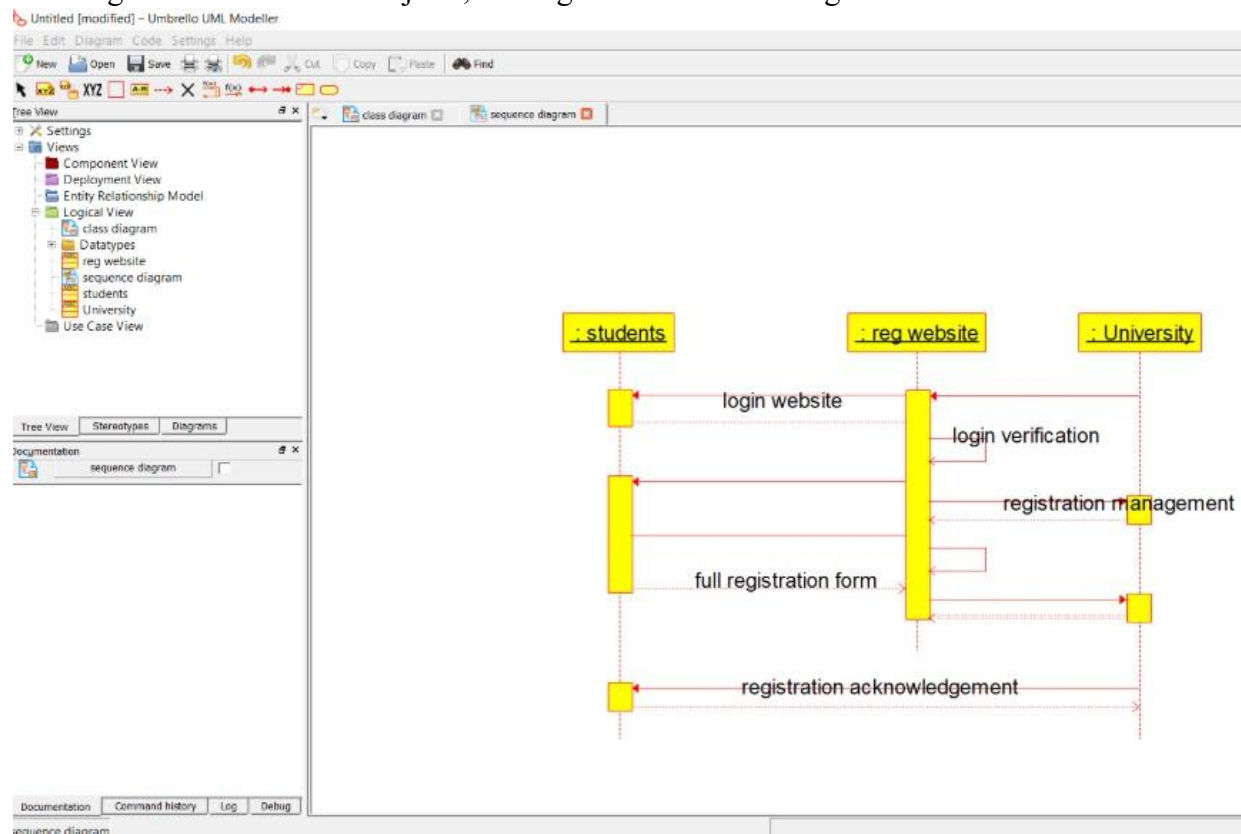 Untitled [modified] – Umbrello UML Modeller
File Edit Diagram Code Settings Help
New Open Save Cut Copy Paste Find
XYZ
Tree View
class diagram sequence diagram
Settings
Views
Component View
Deployment View
Entity Relationship Model
Logical View
class diagram
Datatypes
reg website
sequence diagram
students
University
Use Case View
Tree View Stereotypes Diagrams
Documentation
sequence diagram
: students : reg website : University
login website
login verification
registration management
full registration form
registration acknowledgement
Documentation Command history Log Debug
sequence diagram